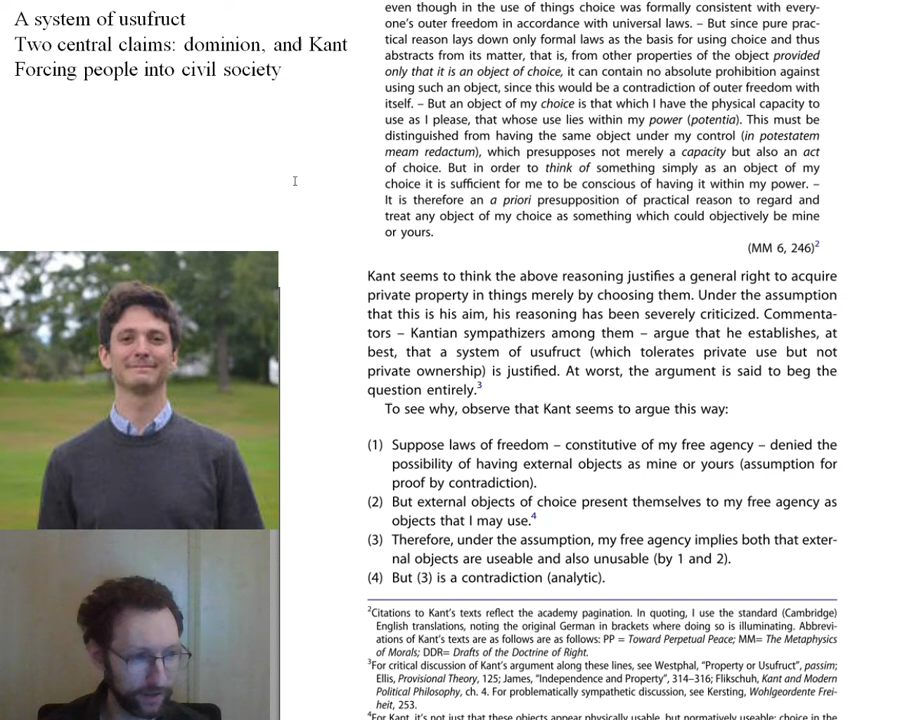 A system of usufruct
Two central claims: dominion, and Kant
Forcing people into civil society
even though in the use of things choice was formally consistent with every-
one's outer freedom in accordance with universal laws. – But since pure prac-
tical reason lays down only formal laws as the basis for using choice and thus
abstracts from its matter, that is, from other properties of the object provided
only that it is an object of choice, it can contain no absolute prohibition against
using such an object, since this would be a contradiction of outer freedom with
itself. – But an object of my choice is that which I have the physical capacity to
use as I please, that whose use lies within my power (potentia). This must be
distinguished from having the same object under my control (in potestatem
meam redactum), which presupposes not merely a capacity but also an act
of choice. But in order to think of something simply as an object of my
choice it is sufficient for me to be conscious of having it within my power. –
It is therefore an a priori presupposition of practical reason to regard and
treat any object of my choice as something which could objectively be mine
or yours.
(MM 6, 246)2
Kant seems to think the above reasoning justifies a general right to acquire
private property in things merely by choosing them. Under the assumption
that this is his aim, his reasoning has been severely criticized. Commenta-
tors – Kantian sympathizers among them – argue that he establishes, at
best, that a system of usufruct (which tolerates private use but not
private ownership) is justified. At worst, the argument is said to beg the
question entirely.3
To see why, observe that Kant seems to argue this way:
(1) Suppose laws of freedom – constitutive of my free agency – denied the
possibility of having external objects as mine or yours (assumption for
proof by contradiction).
(2) But external objects of choice present themselves to my free agency as
objects that I may use.4
(3) Therefore, under the assumption, my free agency implies both that exter-
nal objects are useable and also unusable (by 1 and 2).
(4) But (3) is a contradiction (analytic).
2Citations to Kant's texts reflect the academy pagination. In quoting, I use the standard (Cambridge)
English translations, noting the original German in brackets where doing so is illuminating. Abbrevi-
ations of Kant's texts are as follows are as follows: PP = Toward Perpetual Peace; MM= The Metaphysics
of Morals; DDR= Drafts of the Doctrine of Right.
3For critical discussion of Kant's argument along these lines, see Westphal, "Property or Usufruct", passim;
Ellis, Provisional Theory, 125; James, "Independence and Property", 314–316; Flikschuh, Kant and Modern
Political Philosophy, ch. 4. For problematically sympathetic discussion, see Kersting, Wohlgeordente Frei-
heit, 253.
4For Kant, it's not just that these objects appear physically usable, but normatively useable: choice in the